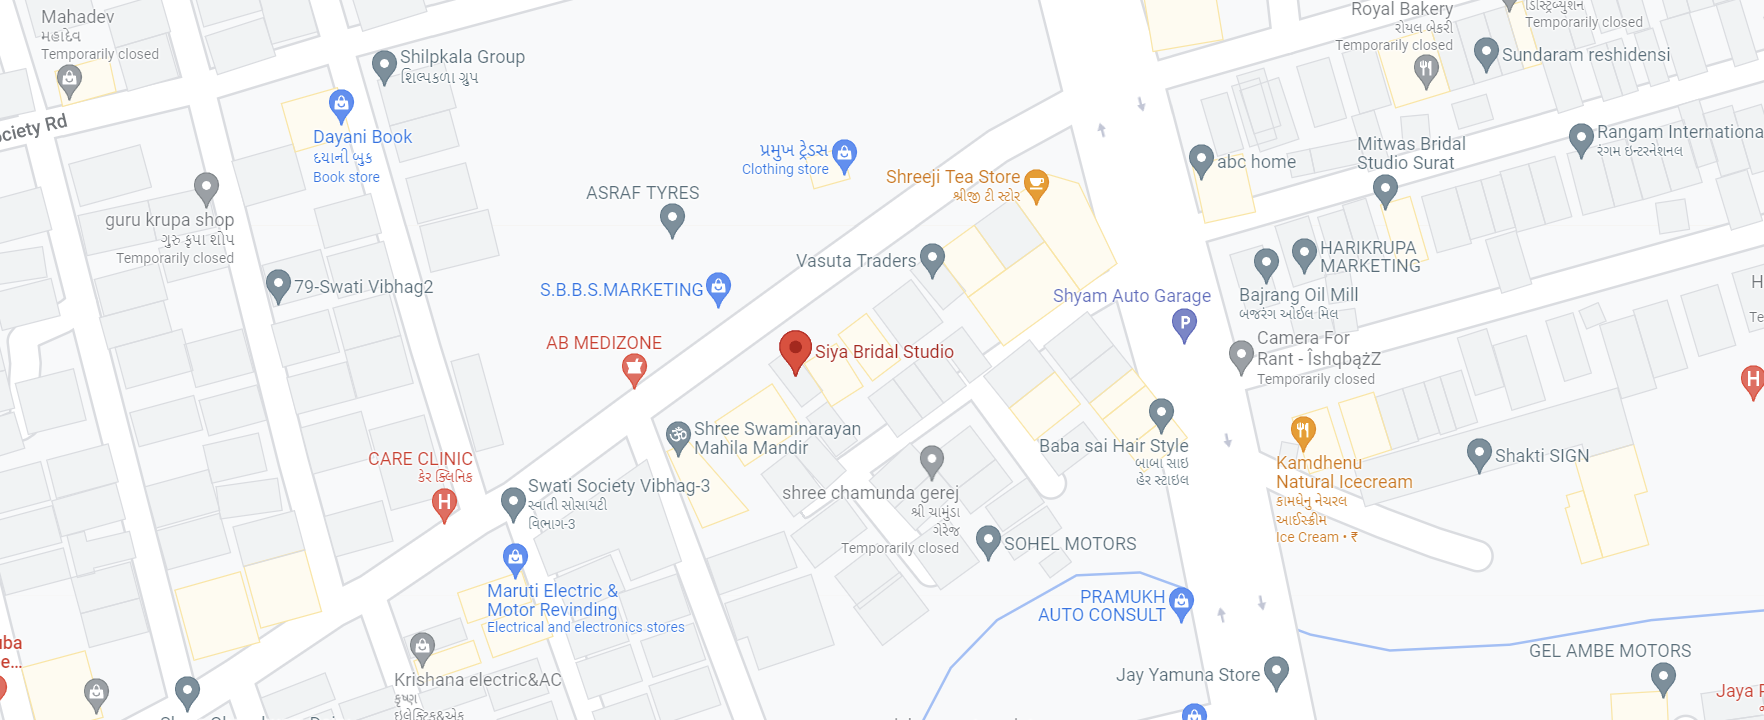 Mahadev
મહાદેવ
Temporarily closed
Shilpkala Group
શિલ્પકળા ગ્રુપ
Royal Bakery
રોયલ બેકરી
Temporarily closed
ડિસ્ટ્રિબ્યુશન
Temporarily closed
Sundaram reshidensi
Society Rd
Dayani Book
દયાની બુક
Book store
પ્રમુખ ટ્રેડસ
Clothing store
Shreeji Tea Store
શ્રીજી ટી સ્ટોર
abc home
Mitwas Bridal
Studio Surat
Rangam Internationa
રંગમ ઇન્ટરનેશનલ
ASRAF TYRES
guru krupa shop
ગુરુ કૃપા શોપ
Temporarily closed
79-Swati Vibhag2
Vasuta Traders
HARIKRUPA
MARKETING
S.B.B.S.MARKETING
Shyam Auto Garage
Bajrang Oil Mill
બજરંગ ઓઈલ મિલ
H
Te
AB MEDIZONE
Siya Bridal Studio
Camera For
Rant - ÎshqbążZ
Temporarily closed
Shree Swaminarayan
Mahila Mandir
Baba sai Hair Style
બાબા સાઇ
હેર સ્ટાઇલ
CARE CLINIC
કેર ક્લિનિક
Kamdhenu
Natural Icecream
કામધેનુ નેચરલ
આઈસ્ક્રીમ
Ice Cream • ₹
Shakti SIGN
Swati Society Vibhag-3
સ્વાતી સોસાયટી
વિભાગ-3
shree chamunda gerej
શ્રી ચામુંડા
ગેરેજ
Temporarily closed
SOHEL MOTORS
Maruti Electric &
Motor Revinding
Electrical and electronics stores
PRAMUKH
AUTO CONSULT
uba
e...
Krishana electric&AC
કૃષ્ણ
ઇલેક્ટ્રિક&એક
Jay Yamuna Store
GEL AMBE MOTORS
Jaya